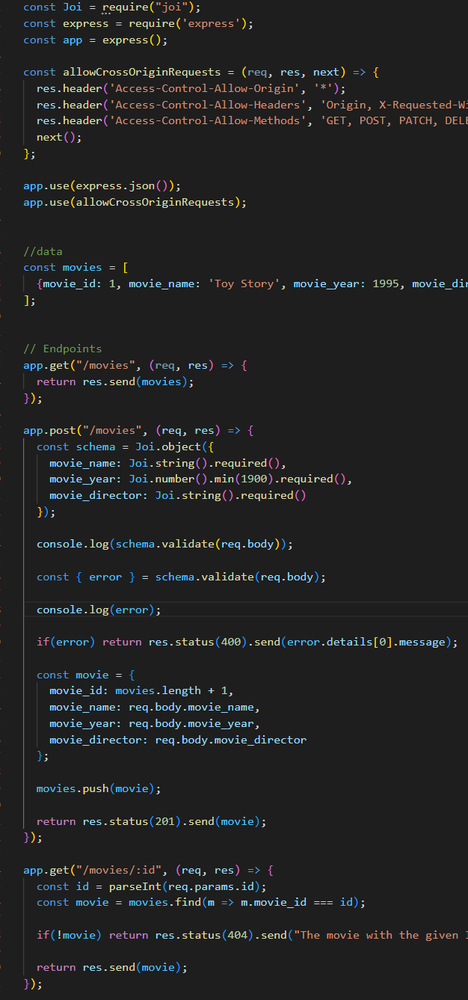 const Joi = require("joi");
const express = require('express');
const app = express();
const allowCrossOriginRequests = (req, res, next) => {
res.header('Access-Control-Allow-Origin', '*');
res.header('Access-Control-Allow-Headers', 'Origin, X-Requested-Wi
res.header('Access-Control-Allow-Methods', 'GET, POST, PATCH, DELE
next();
};
app.use(express.json());
app.use(allowCrossOriginRequests);
//data
const movies = [
{movie_id: 1, movie_name: 'Toy Story', movie_year: 1995, movie_dir
];
// Endpoints
app.get("/movies", (req, res) => {
return res.send(movies);
});
app.post("/movies", (req, res) => {
const schema = Joi.object({
movie_name: Joi.string().required(),
movie_year: Joi.number().min(1900).required(),
movie_director: Joi.string().required()
});
console.log(schema.validate(req.body));
const { error } = schema.validate(req.body);
console.log(error);
if(error) return res.status(400).send(error.details[0].message);
const movie = {
movie_id: movies.length + 1,
movie_name: req.body.movie_name,
movie_year: req.body.movie_year,
movie_director: req.body.movie_director
};
movies.push(movie);
return res.status(201).send(movie);
});
app.get("/movies/:id", (req, res) => {
const id = parseInt(req.params.id);
const movie = movies.find(m => m.movie_id === id);
if(!movie) return res.status(404).send("The movie with the given
return res.send(movie);
});